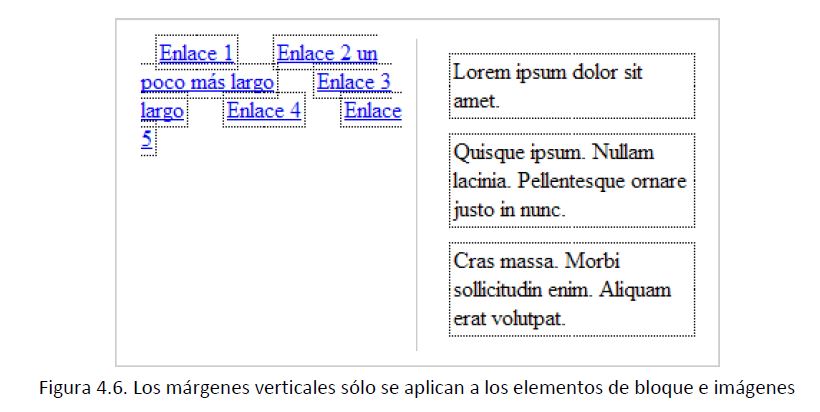 Enlace 1 Enlace 2 un
poco más largo Enlace 3
largo Enlace 4 Enlace
5
Lorem ipsum dolor sit
amet.
Quisque ipsum. Nullam
lacinia. Pellentesque ornare
justo in nunc.
Cras massa. Morbi
sollicitudin enim. Aliquam
erat volutpat.
Figura 4.6. Los márgenes verticales sólo se aplican a los elementos de bloque e imágenes